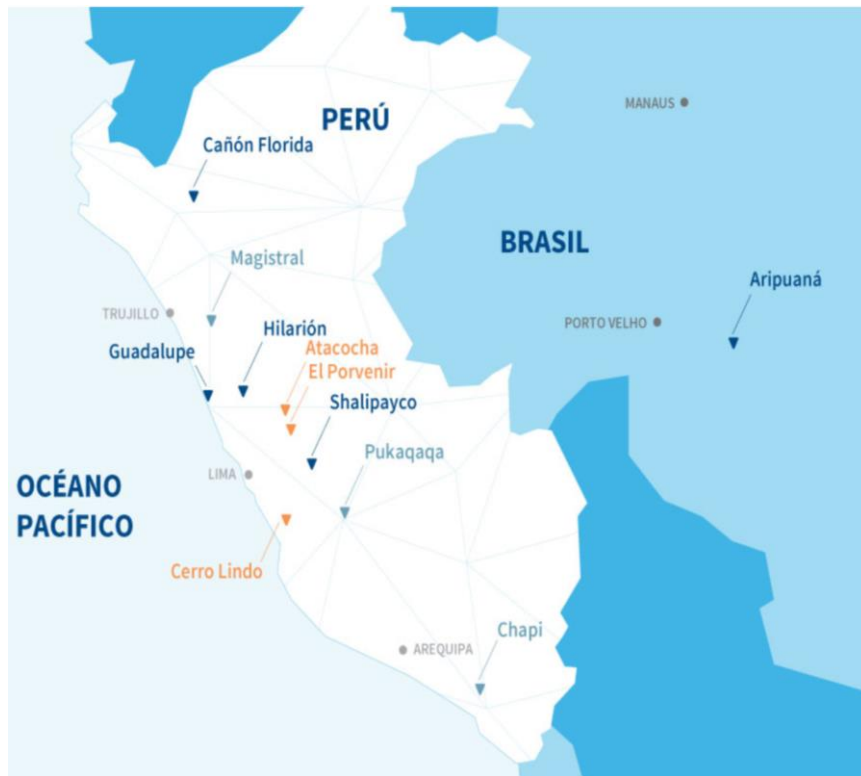 MANAUS
PERÚ
Cañón Florida
BRASIL
Magistral
Aripuaná
TRUJILLO
PORTO VELHO
Hilarión
Guadalupe
Atacocha
El Porvenir
Shalipayco
Pukaqaqa
LIMA
OCÉANO
PACÍFICO
Cerro Lindo
Chapi
AREQUIPA